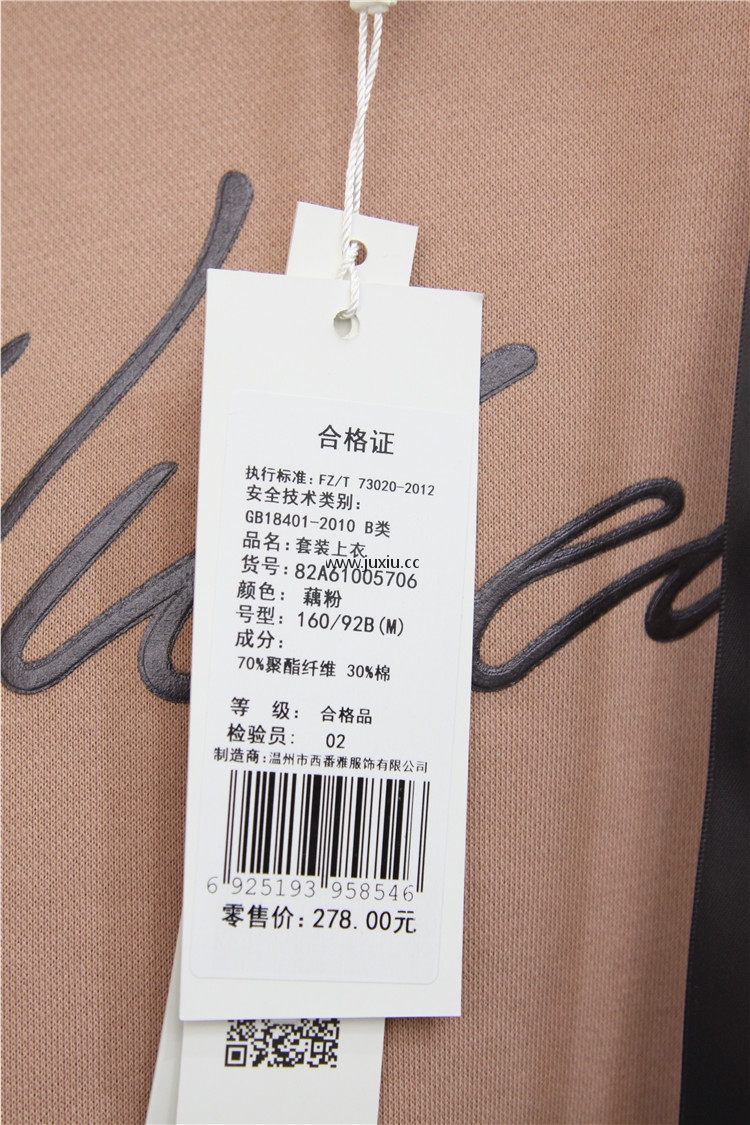 合格证
执行标准：FZ/T 73020-2012
安全技术类别：
GB18401-2010 B类
品名：套装上衣
www.juxiu.cc
货号：82A61005706
颜色： 藕粉
号型：160/92B(M)
成分：
70%聚酯纤维 30%棉
等 级： 合格品
检验员： 02
制造商：温州市西番雅服饰有限公司
6 925193 958546
零售价：278.00元